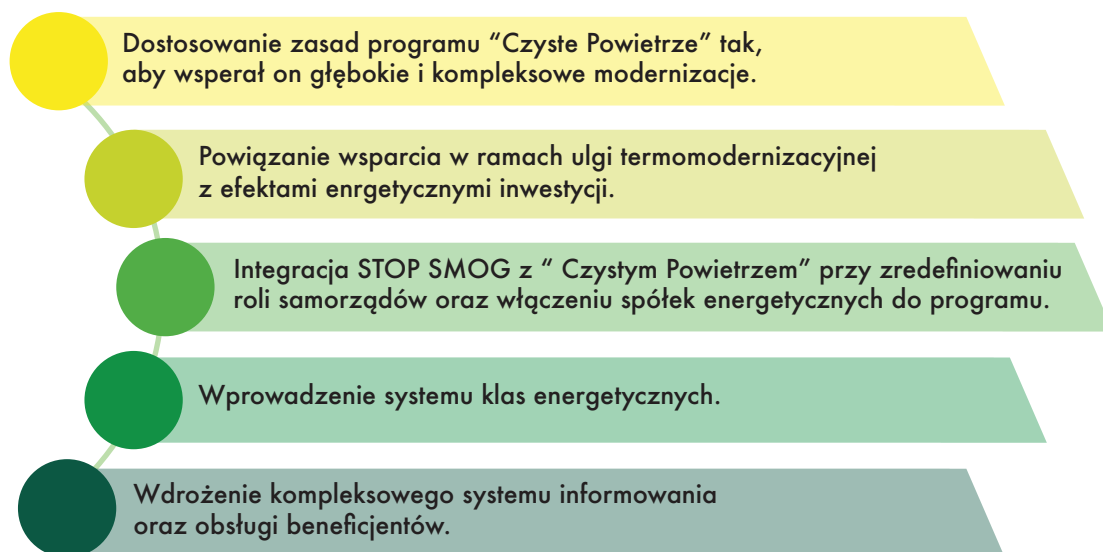 Dostosowanie zasad programu “Czyste Powietrze” tak,
aby wsperał on głębokie i kompleksowe modernizacje.
Powiązanie wsparcia w ramach ulgi termomodernizacyjnej
z efektami enrgetycznymi inwestycji.
Integracja STOP SMOG z “ Czystym Powietrzem” przy zredefiniowaniu
roli samorządów oraz włączeniu spółek energetycznych do programu.
Wprowadzenie systemu klas energetycznych.
Wdrożenie kompleksowego systemu informowania
oraz obsługi beneficjentów.